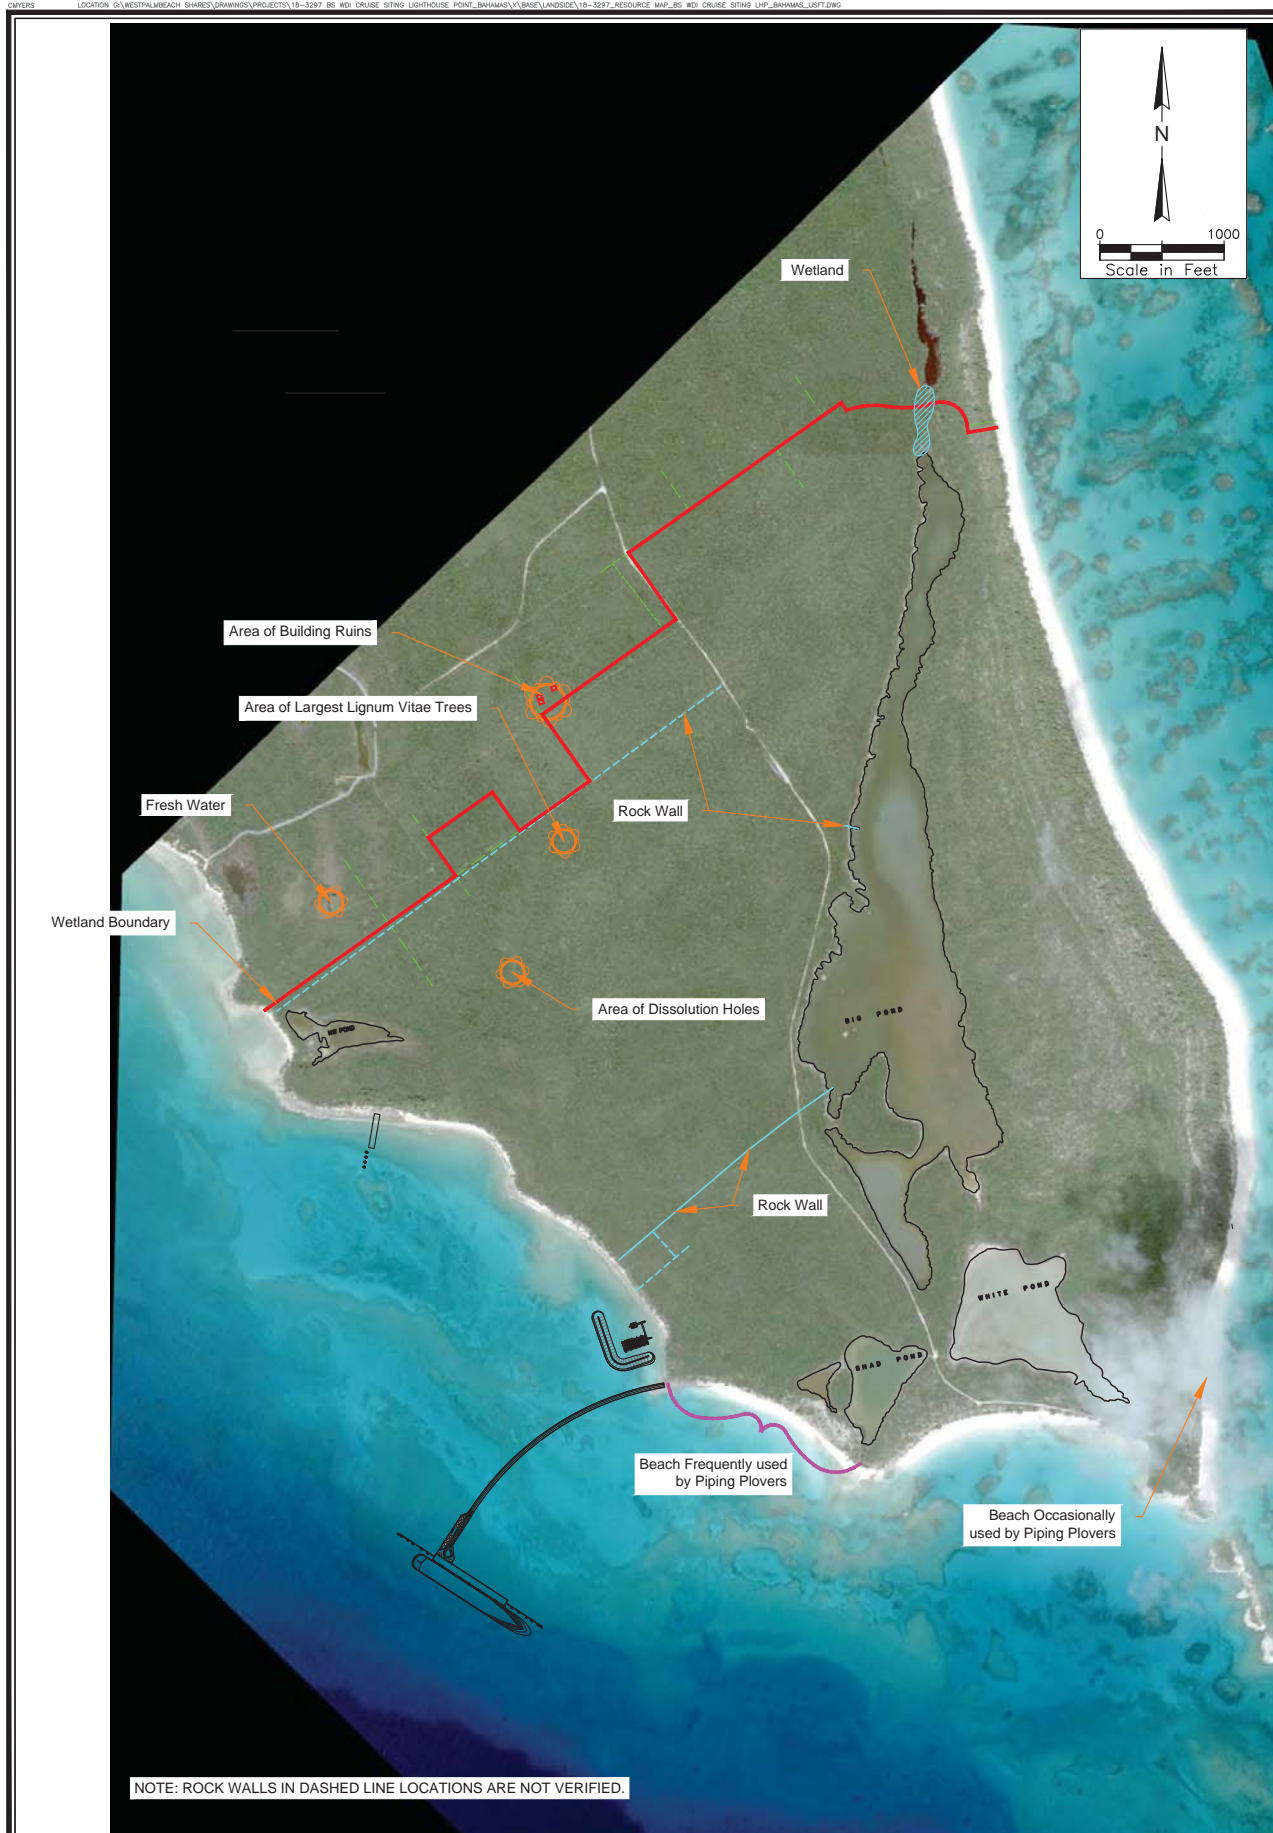 CMYERS LOCATION G:\WESTPALMBEACH SHARES\DRAWINGS\PROJECTS\18-3297 BS WDI CRUISE SITING LIGHTHOUSE POINT_BAHAMAS\X\BASE\LANDSIDE\18-3297_RESOURCE MAP_BS WDI CRUISE SITING LHP_BAHAMAS_USFT.DWG
N
0 1000
Scale in Feet
Wetland
Area of Building Ruins
Area of Largest Lignum Vitae Trees
Fresh Water
Rock Wall
Wetland Boundary
Area of Dissolution Holes
BIG POND
POND
Rock Wall
WHITE POND
SHAD POND
Beach Frequently used
by Piping Plovers
Beach Occasionally
used by Piping Plovers
NOTE: ROCK WALLS IN DASHED LINE LOCATIONS ARE NOT VERIFIED.